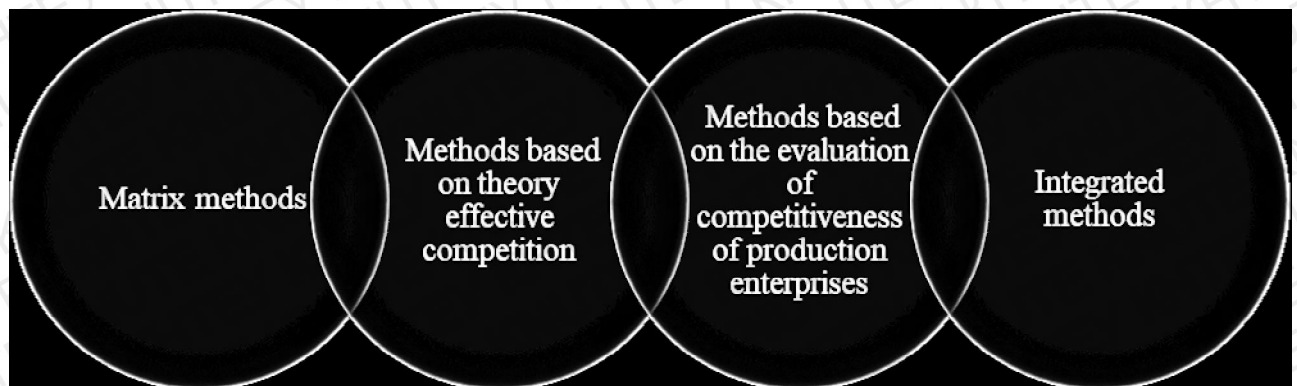 Matrix methods
Methods based
on theory
effective
competition
Methods based
on the evaluation
of
competitiveness
of production
enterprises
Integrated
methods